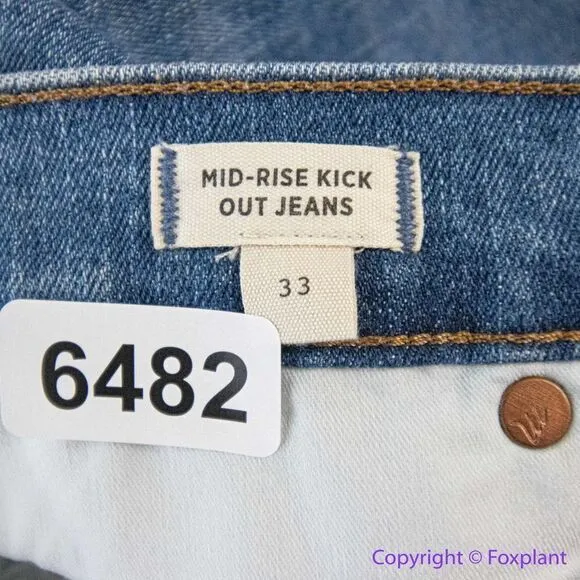 MID-RISE KICK
OUT JEANS
33
6482
Copyright © Foxplant